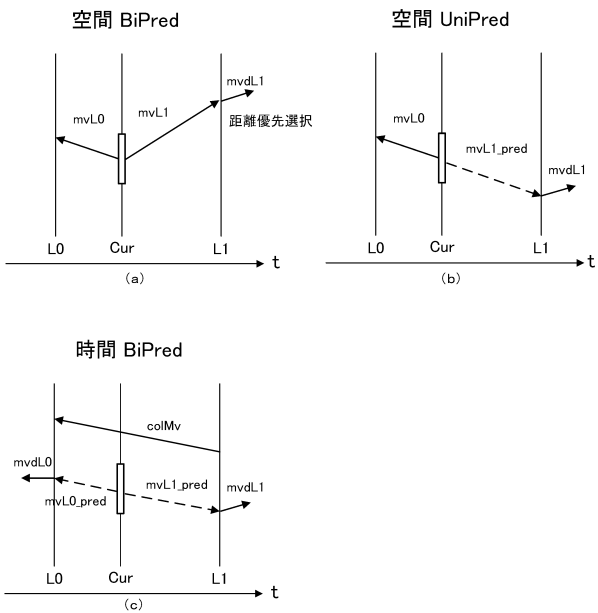 空間 BiPred
mvdL1
mvL0
mvL1
距離優先選択
L0
Cur
L1
t
(a)
空間 UniPred
mvL0
mvL1_pred
mvdL1
L0
Cur
L1
t
(b)
時間 BiPred
colMv
mvdL0
mvL1_pred
mvdL1
mvL0_pred
L0
Cur
L1
t
(c)